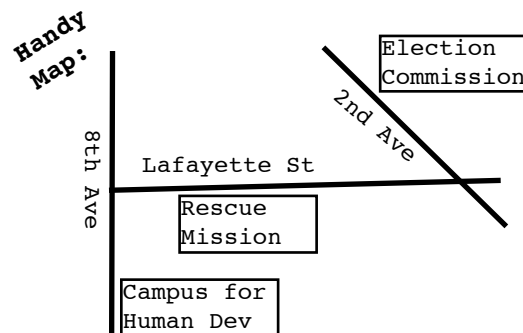 Handy
Map:
Election
Commission
2nd Ave
8th Ave
Lafayette St
Rescue
Mission
Campus for
Human Dev